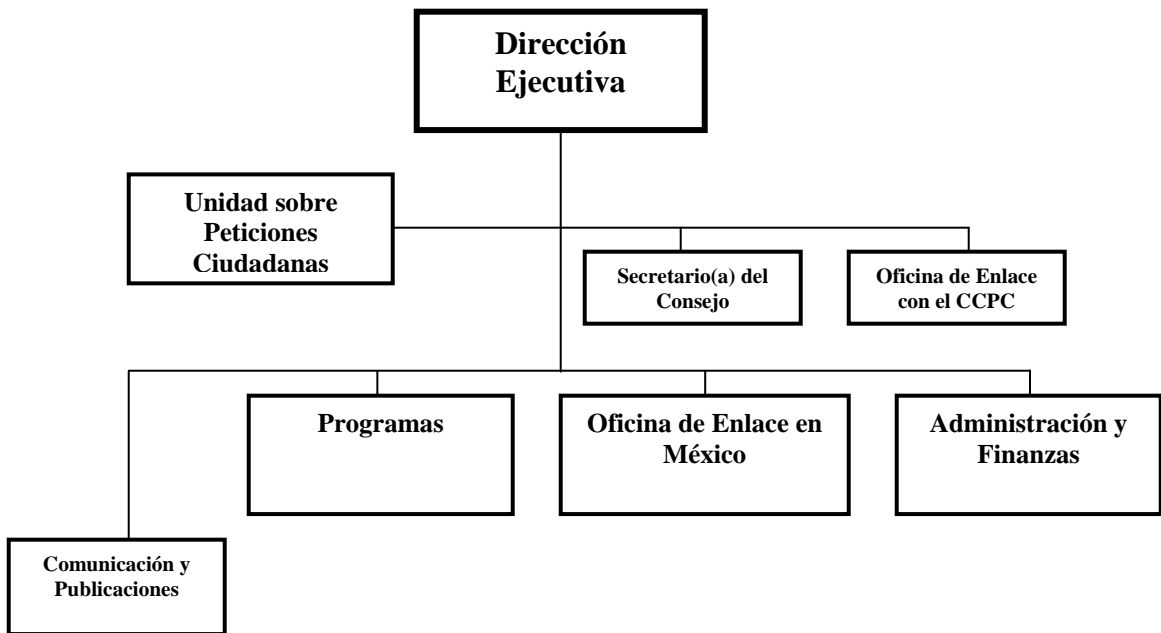 Dirección
Ejecutiva
Unidad sobre
Peticiones
Ciudadanas
Secretario(a) del
Consejo
Oficina de Enlace
con el CCPC
Programas
Oficina de Enlace en
México
Administración y
Finanzas
Comunicación y
Publicaciones